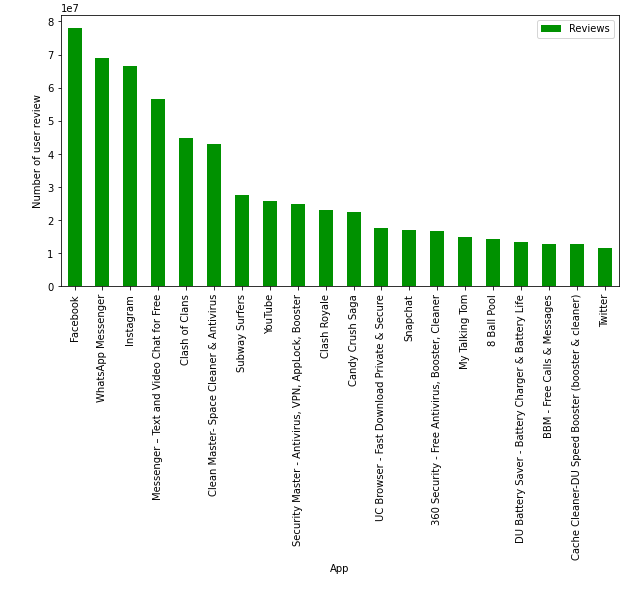 1e7
8
7
6
5
4
3
2
1
0
Number of user review
Reviews
Facebook
WhatsApp Messenger
Instagram
Messenger – Text and Video Chat for Free
Clash of Clans
Clean Master- Space Cleaner & Antivirus
Subway Surfers
YouTube
Security Master - Antivirus, VPN, AppLock, Booster
Clash Royale
Candy Crush Saga
UC Browser - Fast Download Private & Secure
Snapchat
360 Security - Free Antivirus, Booster, Cleaner
My Talking Tom
8 Ball Pool
DU Battery Saver - Battery Charger & Battery Life
BBM - Free Calls & Messages
Cache Cleaner-DU Speed Booster (booster & cleaner)
Twitter
App